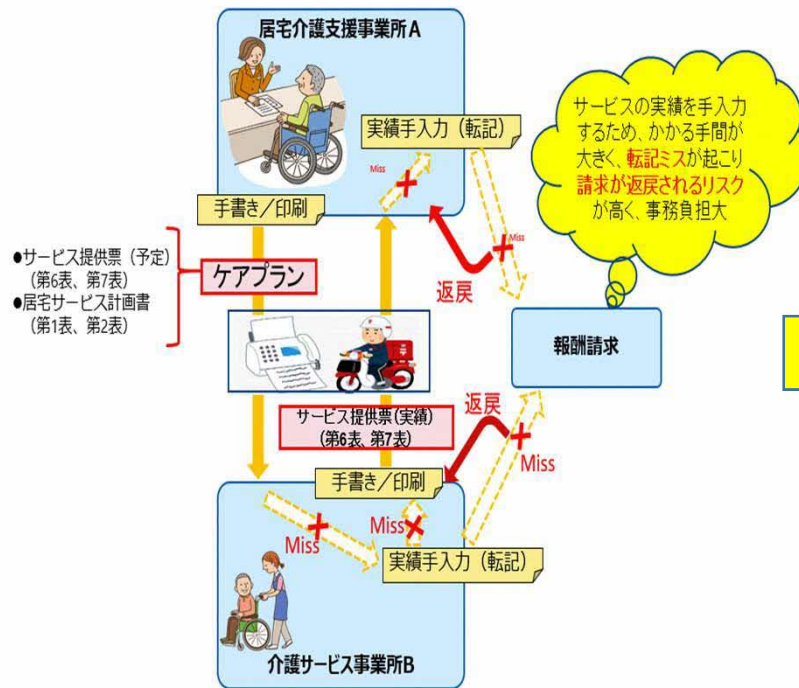 居宅介護支援事業所A
実績手入力（転記）
Miss
Miss
手書き／印刷
返戻
サービスの実績を手入力
するため、かかる手間が
大きく、転記ミスが起こり
請求が返戻されるリスク
が高く、事務負担大
●サービス提供票（予定）
（第6表、第7表）
●居宅サービス計画書
（第1表、第2表）
ケアプラン
報酬請求
サービス提供票(実績)
（第6表、第7表）
返戻
Miss
手書き／印刷
Miss
Miss
実績手入力（転記）
介護サービス事業所B